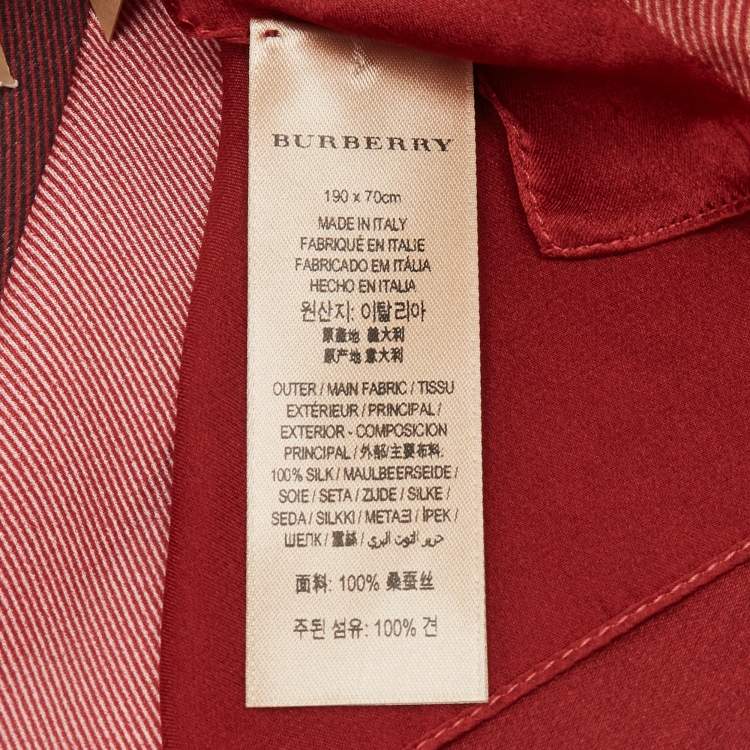 BURBERRY
190 x 70cm
MADE IN ITALY
FABRIQUÉ EN ITALIE
FABRICADO EM ITÁLIA
HECHO EN ITALIA
원산지: 이탈리아
原產地 義大利
原产地 意大利
OUTER / MAIN FABRIC / TISSU
EXTÉRIEUR / PRINCIPAL /
EXTERIOR - COMPOSICION
PRINCIPAL / 外部/主要布料.
100% SILK / MAULBEERSEIDE /
SOIE / SETA / ZIJDE / SILKE /
SEDA / SILKKI / ΜΕΤΑΞΙ / İPEK /
ШЕЛК / 蠶絲 / حرير التوت البري /
面料: 100% 桑蚕丝
주된 섬유: 100% 견